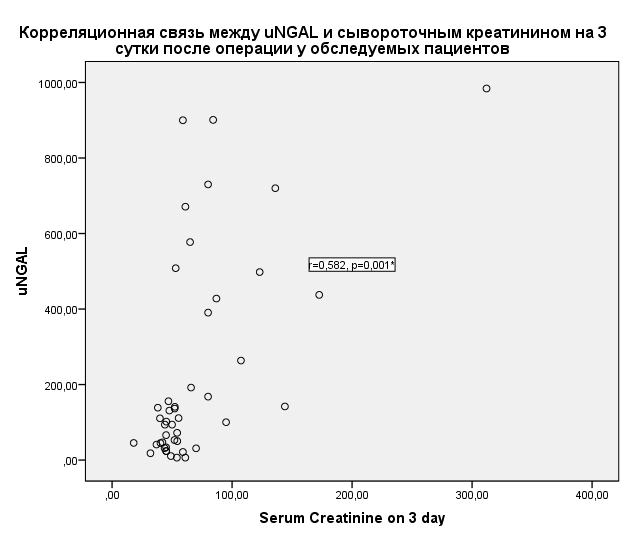 Корреляционная связь между uNGAL и сывороточным креатинином на 3
сутки после операции у обследуемых пациентов
1000,00
800,00
600,00
400,00
200,00
,00
uNGAL
r=0,582, p=0,001*
,00 100,00 200,00 300,00 400,00
Serum Creatinine on 3 day